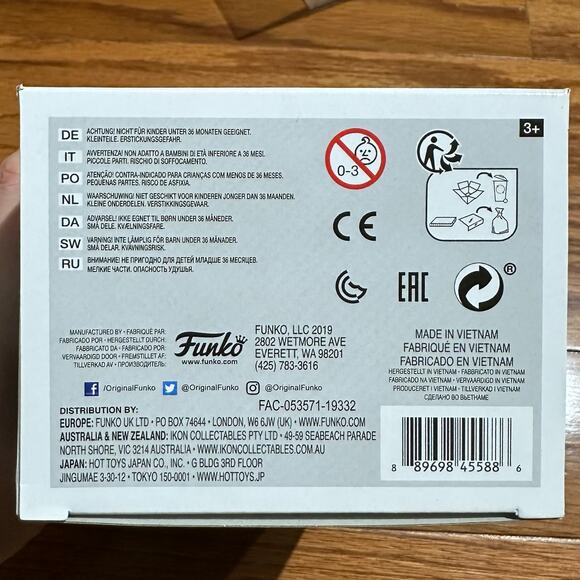 DE ACHTUNG! NICHT FÜR KINDER UNTER 36 MONATEN GEEIGNET.
KLEINTEILE. ERSTICKUNGSGEFAHR.
IT AVVERTENZA! NON ADATTO A BAMBINI DI ETÀ INFERIORE A 36 MESI.
PICCOLE PARTI. RISCHIO DI SOFFOCAMENTO.
PO ATENÇÃO! CONTRA-INDICADO PARA CRIANÇAS COM MENOS DE 36 MESES.
PEQUENAS PARTES. RISCO DE ASFIXIA.
NL WAARSCHUWING! NIET GESCHIKT VOOR KINDEREN JONGER DAN 36 MAANDEN.
KLEINE ONDERDELEN. VERSTIKKINGSGEVAAR.
DA ADVARSEL! IKKE EGNET TIL BØRN UNDER 36 MÅNEDER.
SMÅ DELE. KVÆLNINGSFARE.
SW VARNING! INTE LÄMPLIG FÖR BARN UNDER 36 MÅNADER.
SMÅ DELAR. KVÄVNINGSRISK.
RU ВНИМАНИЕ! НЕ ПРИГОДНО ДЛЯ ДЕТЕЙ МЛАДШЕ 36 МЕСЯЦЕВ.
МЕЛКИЕ ЧАСТИ. ОПАСНОСТЬ УДУШЬЯ.
0-3
3+
CE
EAC
®
MANUFACTURED BY • FABRIQUÉ PAR:
FABRICADO POR • HERGESTELLT DURCH:
FABBRICATO DA • FABRICADO POR:
VERVAARDIGD DOOR • FREMSTILLET AF:
TILLVERKAD AV •
Funko
www.funko.com
FUNKO, LLC 2019
2802 WETMORE AVE
EVERETT, WA 98201
(425) 783-3616
MADE IN VIETNAM
FABRIQUÉ EN VIETNAM
FABRICADO EN VIETNAM
HERGESTELLT IN VIETNAM • FABBRICATO IN VIETNAM
FABRICADO NA VIETNAM • VERVAARDIGD IN VIETNAM
PRODUCERET I VIETNAM • TILLVERKAD I VIETNAM
СДЕЛАНО ВО ВЬЕТНАМЕ
f /OriginalFunko @OriginalFunko @OriginalFunko
FAC-053571-19332
DISTRIBUTION BY:
EUROPE: FUNKO UK LTD • PO BOX 74644 • LONDON, W6 6JW (UK) • WWW.FUNKO.COM
AUSTRALIA & NEW ZEALAND: IKON COLLECTABLES PTY LTD • 49-59 SEABEACH PARADE
NORTH SHORE, VIC 3214 AUSTRALIA • WWW.IKONCOLLECTABLES.COM.AU
JAPAN: HOT TOYS JAPAN CO., INC. • G BLDG 3RD FLOOR
JINGUMAE 3-30-12 • TOKYO 150-0001 • WWW.HOTTOYS.JP
8 89698 45588 6